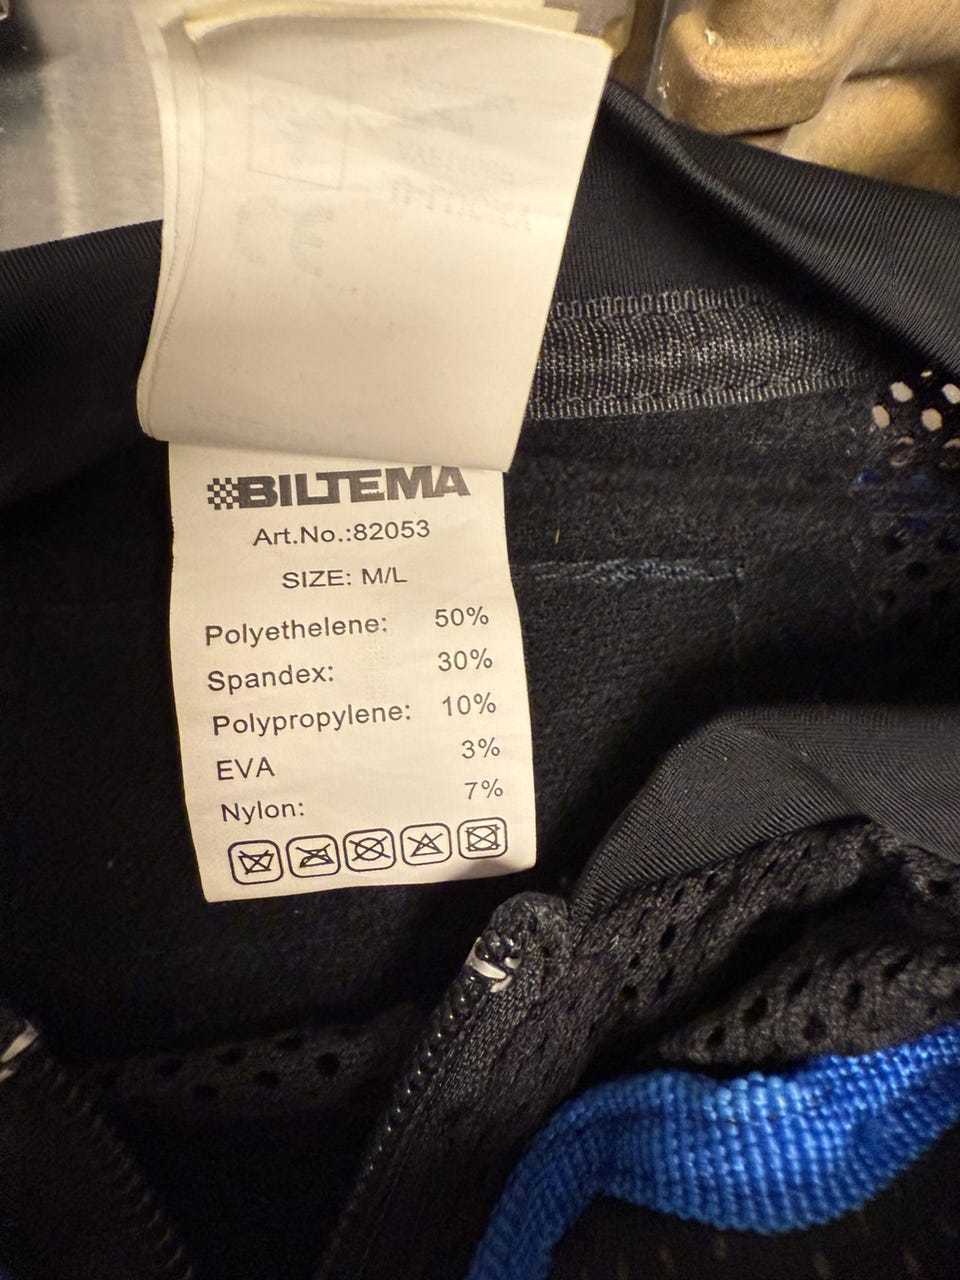 BILTEMA
Art.No.:82053
SIZE: M/L
Polyethelene: 50%
Spandex: 30%
Polypropylene: 10%
EVA 3%
Nylon: 7%